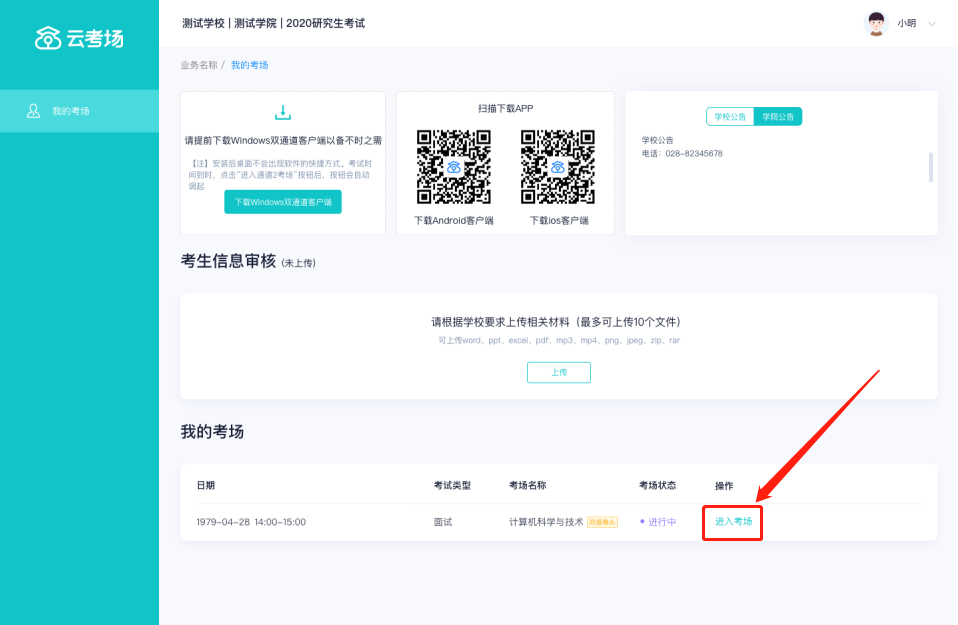 云考场
测试学校 | 测试学院 | 2020研究生考试
小明
我的考场
业务名称 / 我的考场
请提前下载Windows双通道客户端以备不时之需
【注】安装后桌面不会出现软件的快捷方式。考试时
间到时，点击"进入通道2考场"按钮后，按钮会自动
调起
下载Windows双通道客户端
扫描下载APP
下载Android客户端
下载ios客户端
学校公告
学院公告
学校公告
电话：028-82345678
考生信息审核 (未上传)
请根据学校要求上传相关材料（最多可上传10个文件）
可上传word、ppt、excel、pdf、mp3、mp4、png、jpeg、zip、rar
上传
我的考场
日期 考试类型 考场名称 考场状态 操作
1979-04-28 14:00-15:00 面试 计算机科学与技术 双摄像头 进行中 进入考场